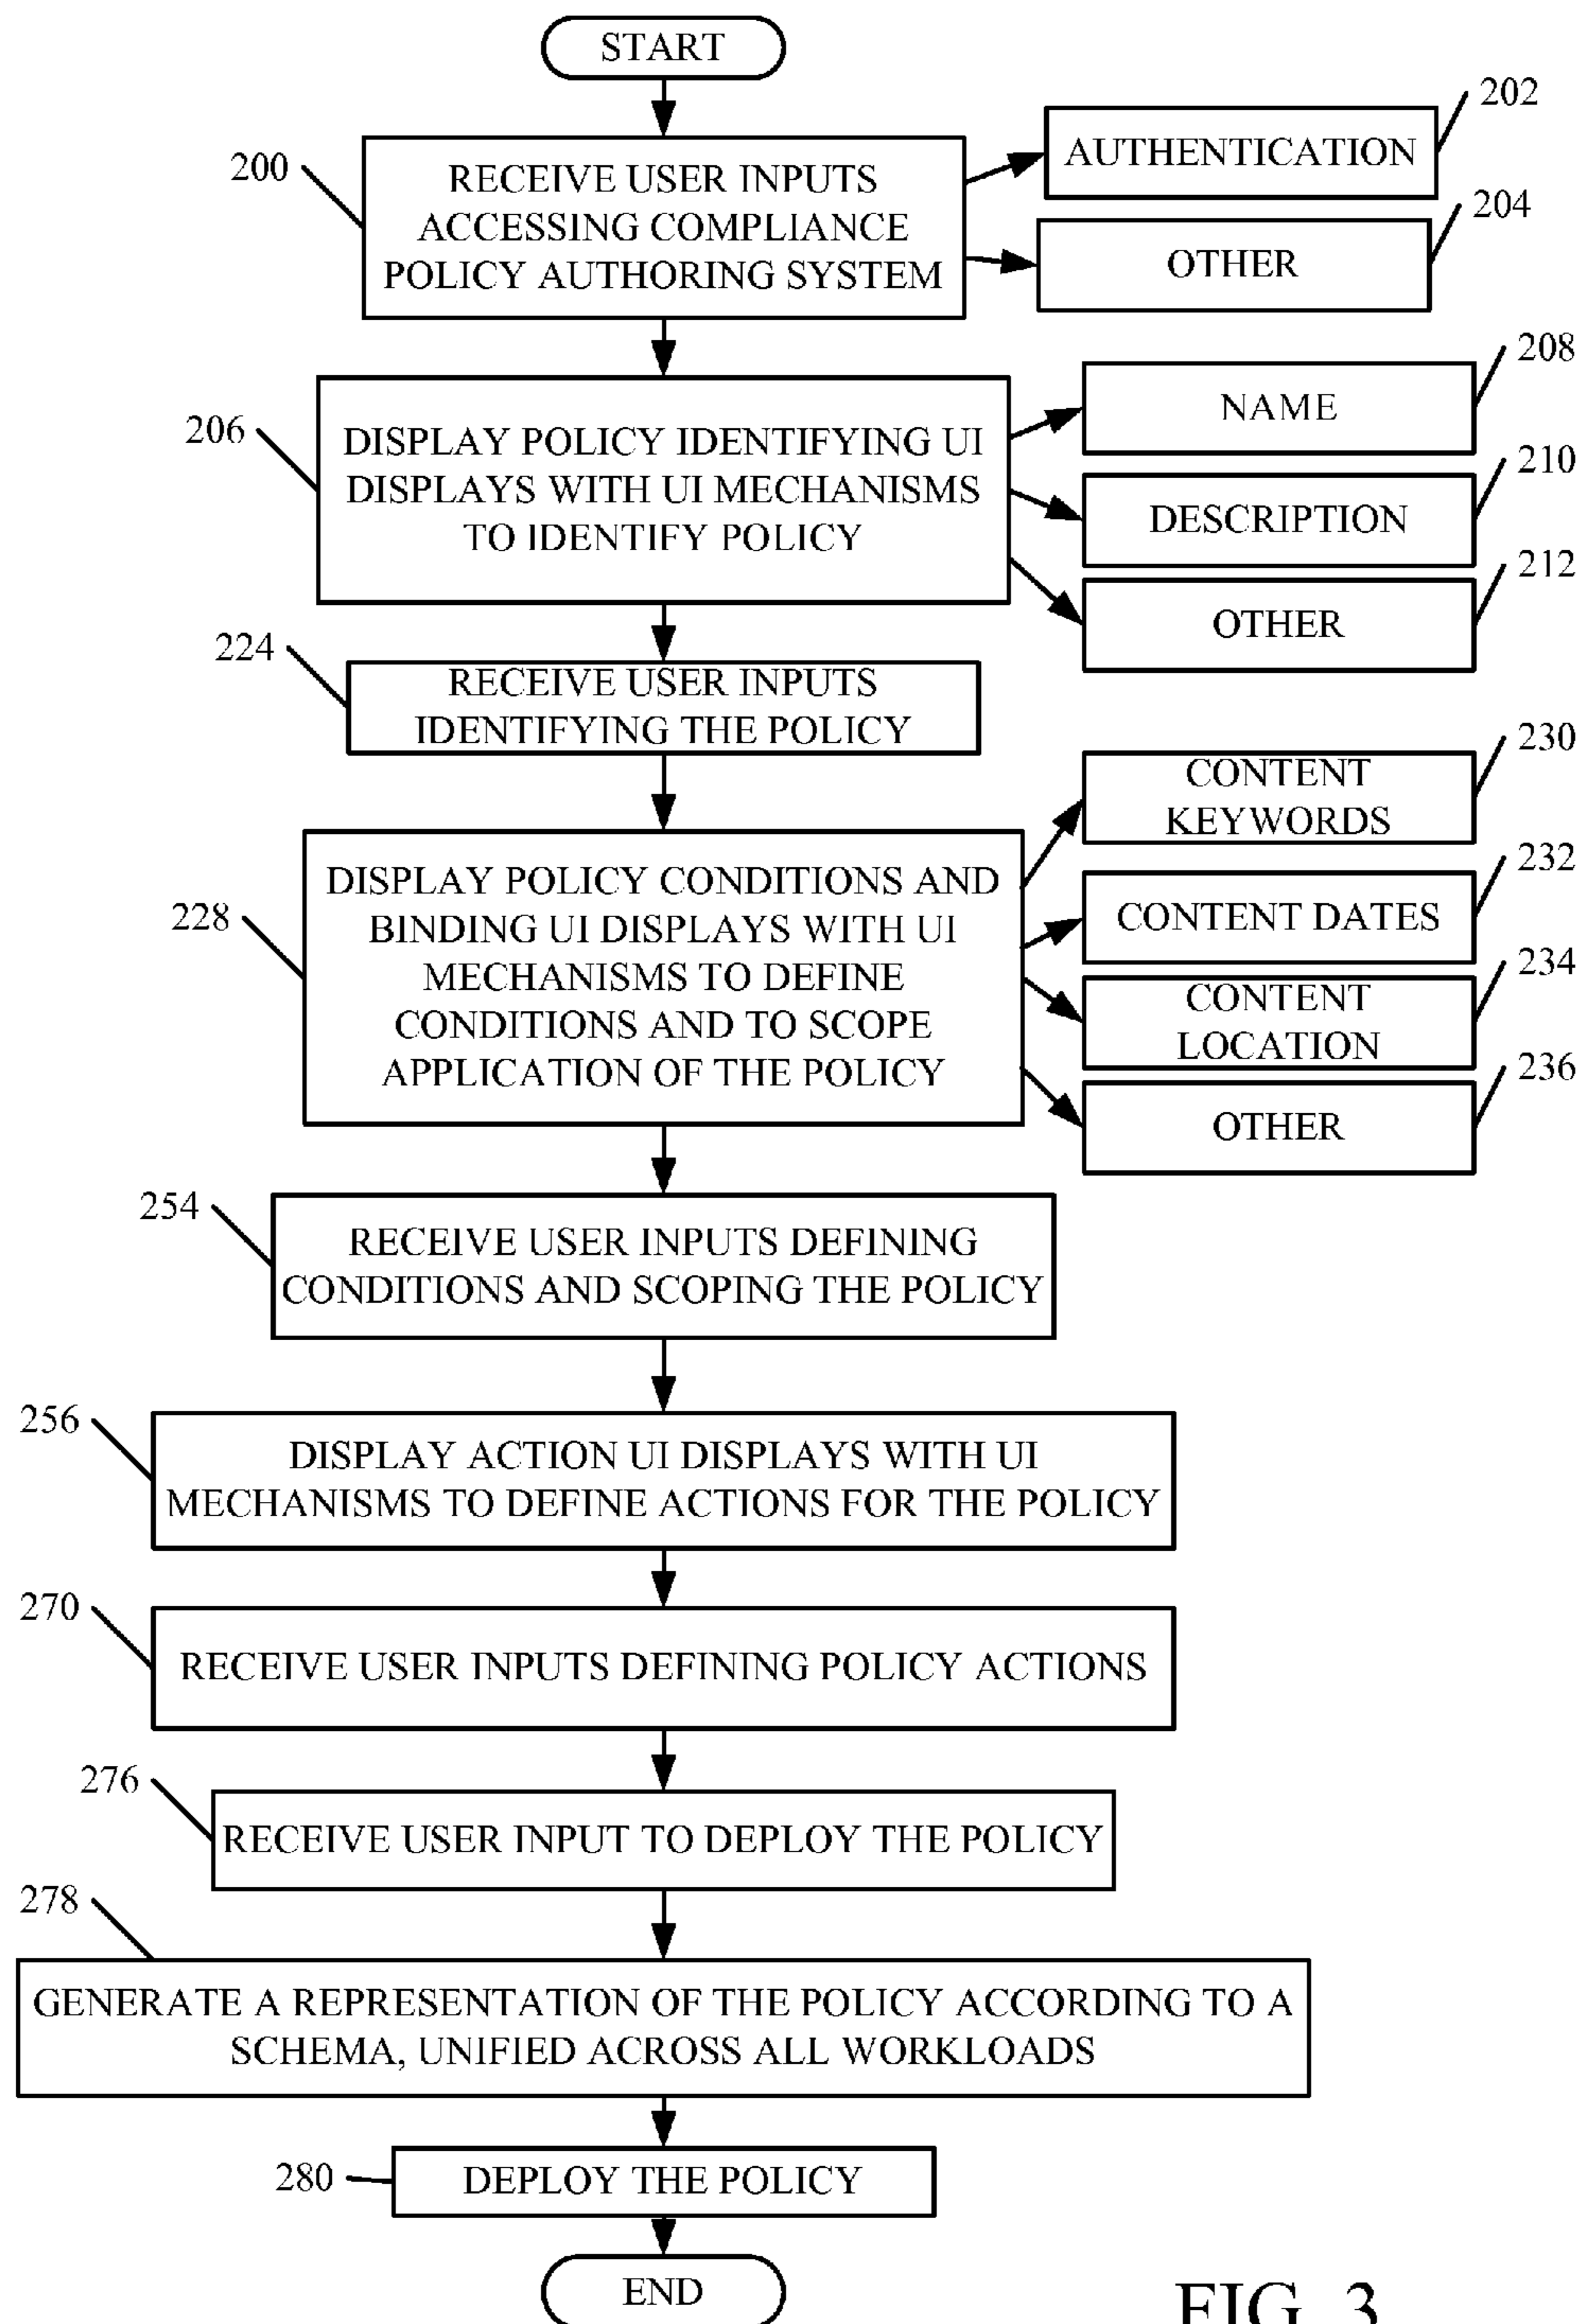 START
200
RECEIVE USER INPUTS
ACCESSING COMPLIANCE
POLICY AUTHORING SYSTEM
202
AUTHENTICATION
204
OTHER
206
DISPLAY POLICY IDENTIFYING UI
DISPLAYS WITH UI MECHANISMS
TO IDENTIFY POLICY
208
NAME
210
DESCRIPTION
212
OTHER
224
RECEIVE USER INPUTS
IDENTIFYING THE POLICY
228
DISPLAY POLICY CONDITIONS AND
BINDING UI DISPLAYS WITH UI
MECHANISMS TO DEFINE
CONDITIONS AND TO SCOPE
APPLICATION OF THE POLICY
230
CONTENT
KEYWORDS
232
CONTENT DATES
234
CONTENT
LOCATION
236
OTHER
254
RECEIVE USER INPUTS DEFINING
CONDITIONS AND SCOPING THE POLICY
256
DISPLAY ACTION UI DISPLAYS WITH UI
MECHANISMS TO DEFINE ACTIONS FOR THE POLICY
270
RECEIVE USER INPUTS DEFINING POLICY ACTIONS
276
RECEIVE USER INPUT TO DEPLOY THE POLICY
278
GENERATE A REPRESENTATION OF THE POLICY ACCORDING TO A
SCHEMA, UNIFIED ACROSS ALL WORKLOADS
280
DEPLOY THE POLICY
END
FIG. 3